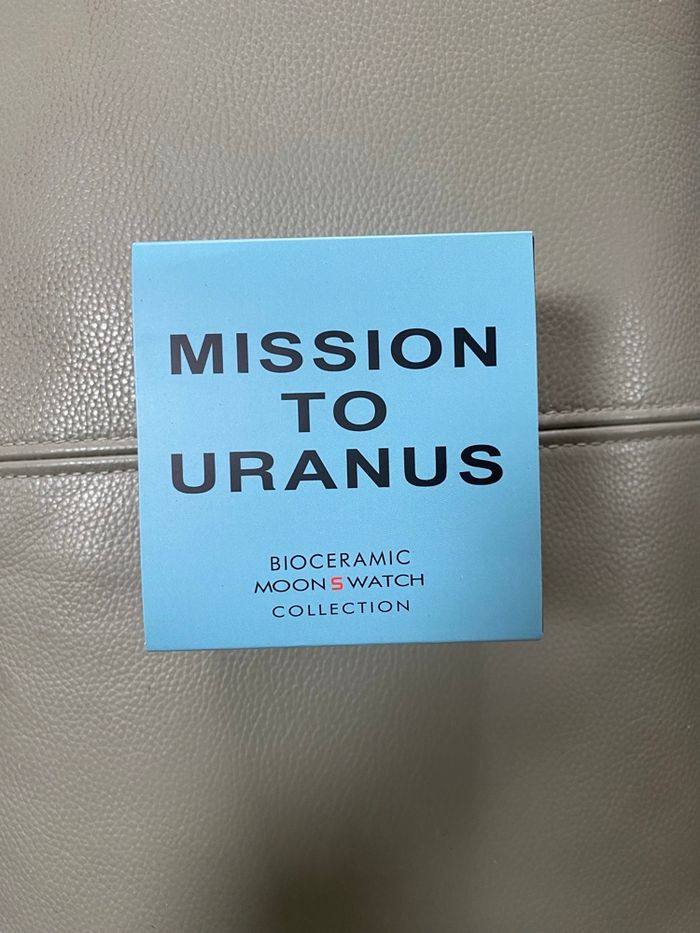 MISSION
TO
URANUS
BIOCERAMIC
MOONSWATCH
COLLECTION